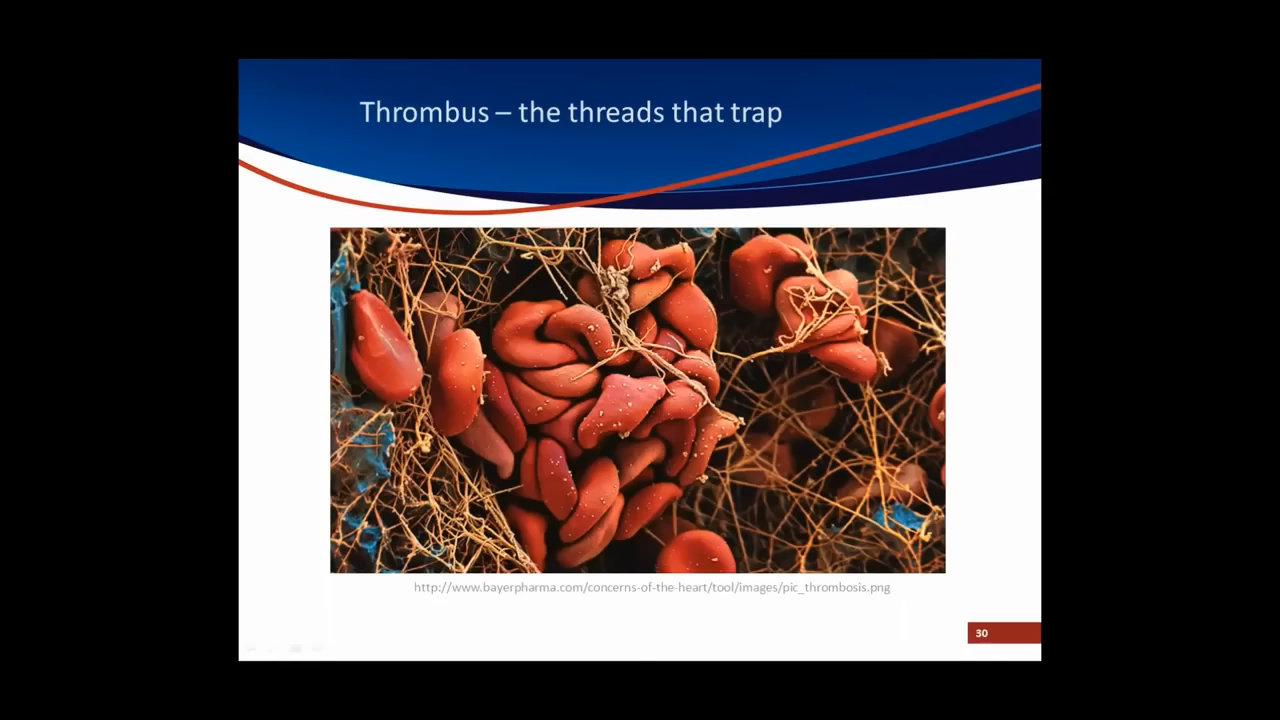 Thrombus – the threads that trap
http://www.bayerpharma.com/concerns-of-the-heart/tool/images/pic_thrombosis.png
30